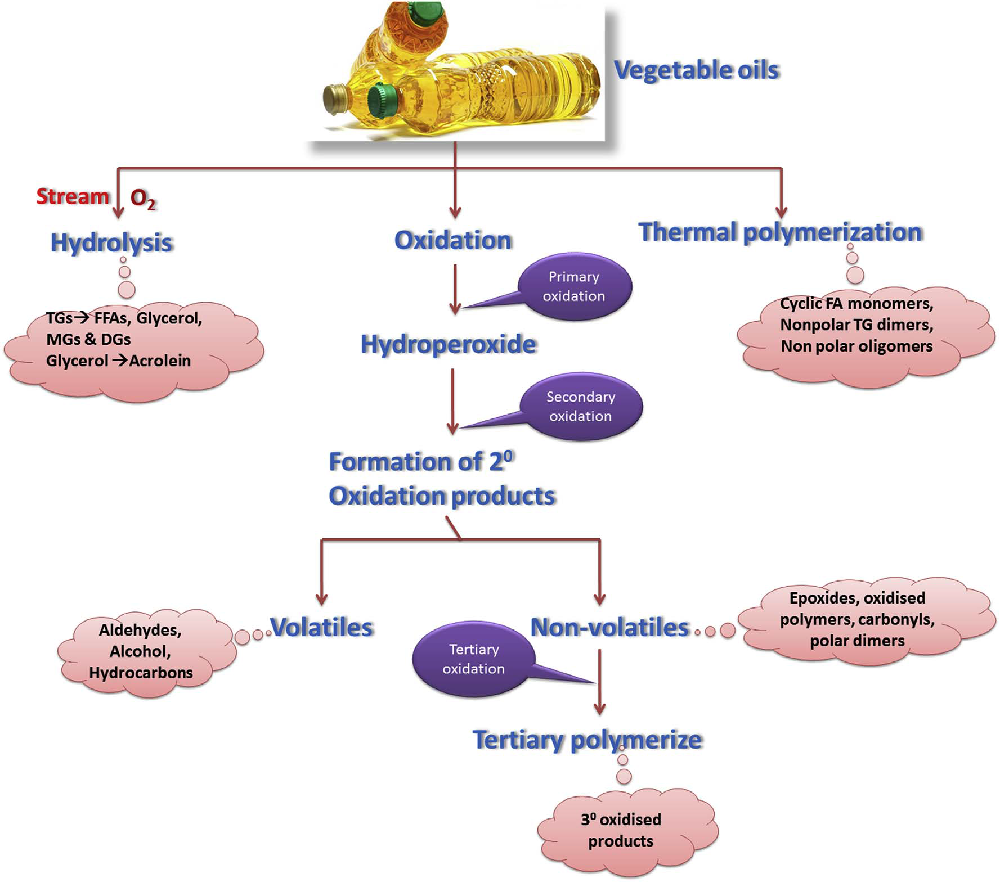 Vegetable oils
Stream O₂
Hydrolysis
Oxidation
Thermal polymerization
TGs→ FFAs, Glycerol,
MGs & DGs
Glycerol →Acrolein
Primary
oxidation
Cyclic FA monomers,
Nonpolar TG dimers,
Non polar oligomers
Hydroperoxide
Secondary
oxidation
Formation of 2⁰
Oxidation products
Volatiles
Aldehydes,
Alcohol,
Hydrocarbons
Non-volatiles
Epoxides, oxidised
polymers, carbonyls,
polar dimers
Tertiary
oxidation
Tertiary polymerize
3⁰ oxidised
products